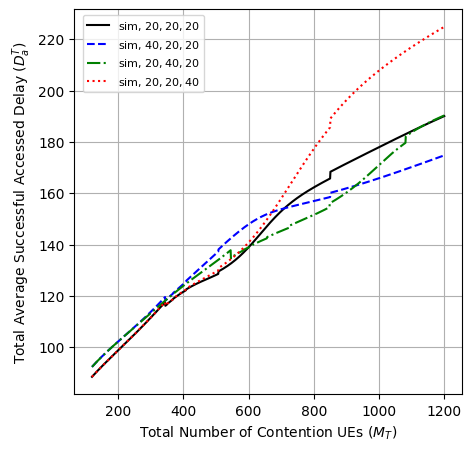 sim, 20, 20, 20
sim, 40, 20, 20
sim, 20, 40, 20
sim, 20, 20, 40
220
200
180
160
140
120
100
200 400 600 800 1000 1200
Total Number of Contention UEs (M_T)
Total Average Successful Accessed Delay (D_a^T)